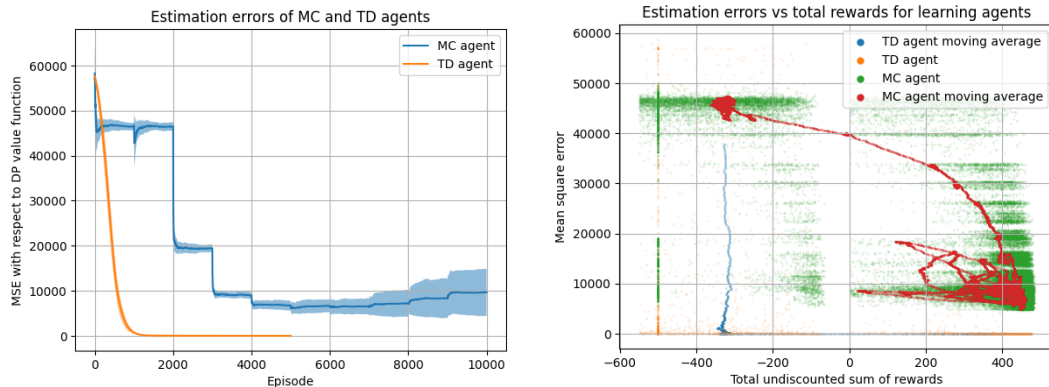 Estimation errors of MC and TD agents
MC agent
TD agent
60000
50000
40000
30000
20000
10000
0
MSE with respect to DP value function
0
2000
4000
6000
8000
10000
Episode
Estimation errors vs total rewards for learning agents
TD agent moving average
TD agent
MC agent
MC agent moving average
60000
50000
40000
30000
20000
10000
0
Mean square error
−600
−400
−200
0
200
400
Total undiscounted sum of rewards